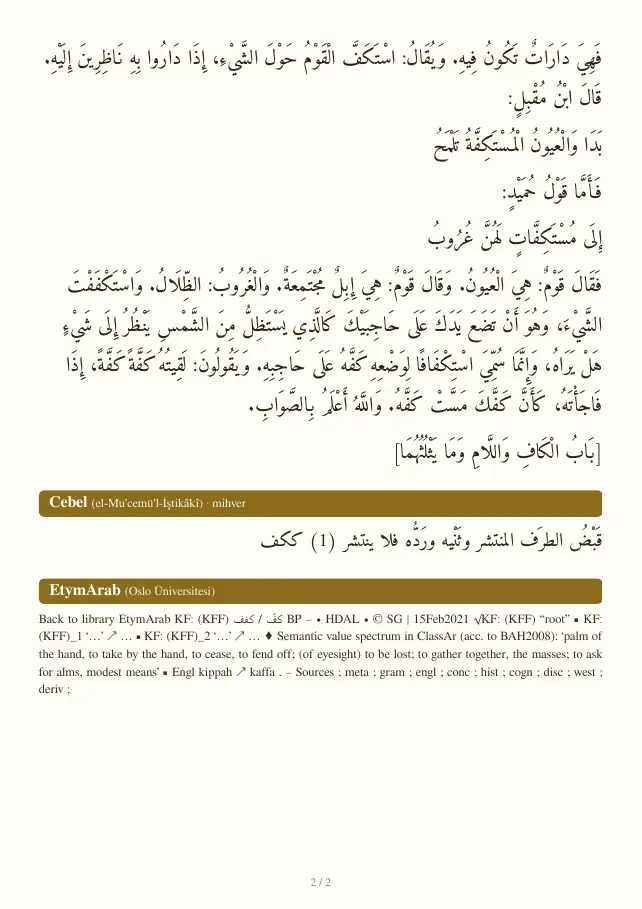 فَهِيَ دَارَاتٌ تَكُونُ فِيهِ. وَيُقَالُ: اسْتَكَفَّ الْقَوْمُ حَوْلَ الشَّيْءِ، إِذَا دَارُوا بِهِ نَاظِرِينَ إِلَيْهِ.
قَالَ ابْنُ مُقْبِلٍ:
بَدَا وَالْعُيُونُ الْمُسْتَكِفَّةُ تَلْمَحُ
فَأَمَّا قَوْلُ حُمَيْدٍ:
إِلَى مُسْتَكِفَّاتٍ لَهُنَّ غُرُوبُ
فَقَالَ قَوْمٌ: هِيَ الْعُيُونُ. وَقَالَ قَوْمٌ: هِيَ إِبِلٌ مُجْتَمِعَةٌ. وَالْغُرُوبُ: الظِّلَالُ. وَاسْتَكْفَفْتَ
الشَّيْءَ، وَهُوَ أَنْ تَضَعَ يَدَكَ عَلَى حَاجِبَيْكَ كَالَّذِي يَسْتَظِلُّ مِنَ الشَّمْسِ يَنْظُرُ إِلَى شَيْءٍ
هَلْ يَرَاهُ، وَإِنَّمَا سُمِّيَ اسْتِكْفَافًا لِوَضْعِهِ كَفَّهُ عَلَى حَاجِبِهِ. وَيَقُولُونَ: لَقِيتُهُ كَفَّةَ كَفَّةً، إِذَا
فَاجَأْتَهُ، كَأَنَّ كَفَّكَ مَسَّتْ كَفَّهُ. وَاللَّهُ أَعْلَمُ بِالصَّوَابِ.
[بَابُ الْكَافِ وَاللَّامِ وَمَا يَثْلُثُهُمَا]
Cebel (el-Mu'cemü'l-İştikâkî) · mihver
قَبْضُ الطرَف المنتشر وثَنْيه ورَدُّه فلا ينتشر (1) ككف
EtymArab (Oslo Üniversitesi)
Back to library EtymArab KF: (KFF) كفّ / كفف BP – • HDAL • © SG | 15Feb2021 √KF: (KFF) “root” ▪ KF:
(KFF)_1 ‘…’ ↗ … ▪ KF: (KFF)_2 ‘…’ ↗ … ♦ Semantic value spectrum in ClassAr (acc. to BAH2008): ‘palm of
the hand, to take by the hand, to cease, to fend off; (of eyesight) to be lost; to gather together, the masses; to ask
for alms, modest means’ ▪ Engl kippah ↗ kaffa . – Sources ; meta ; gram ; engl ; conc ; hist ; cogn ; disc ; west ;
deriv ;
2 / 2